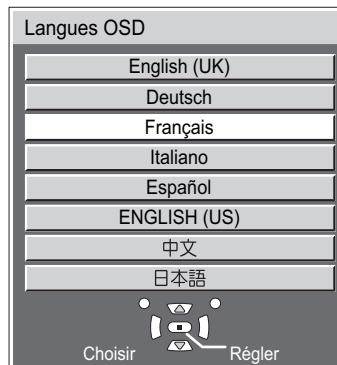 Langues OSD
English (UK)
Deutsch
Français
Italiano
Español
ENGLISH (US)
中文
日本語
Choisir Régler